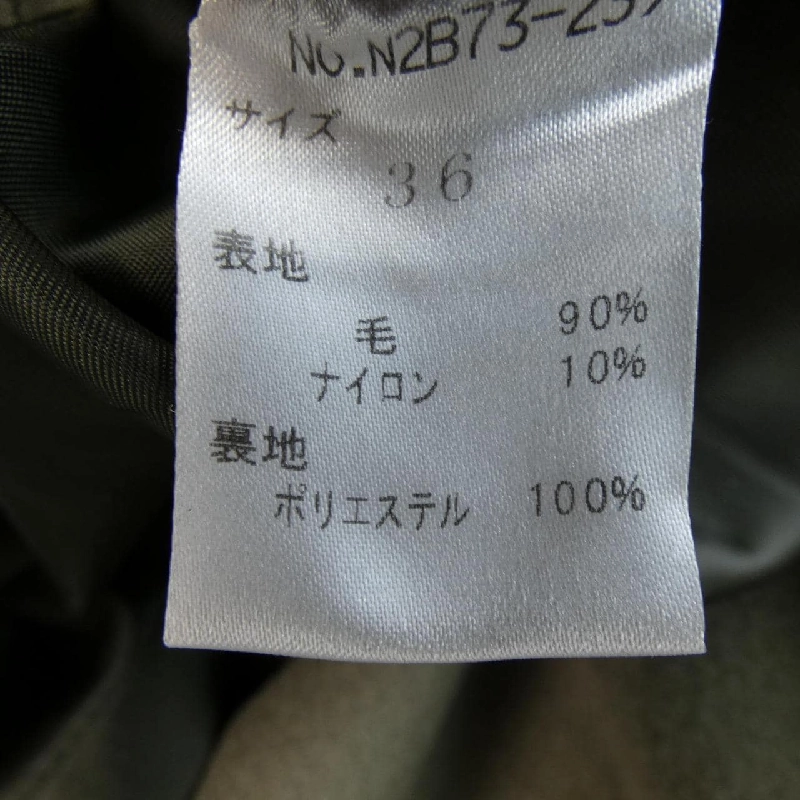 NO.N2B73-239
サイズ
36
表地
毛 90%
ナイロン 10%
裏地
ポリエステル 100%